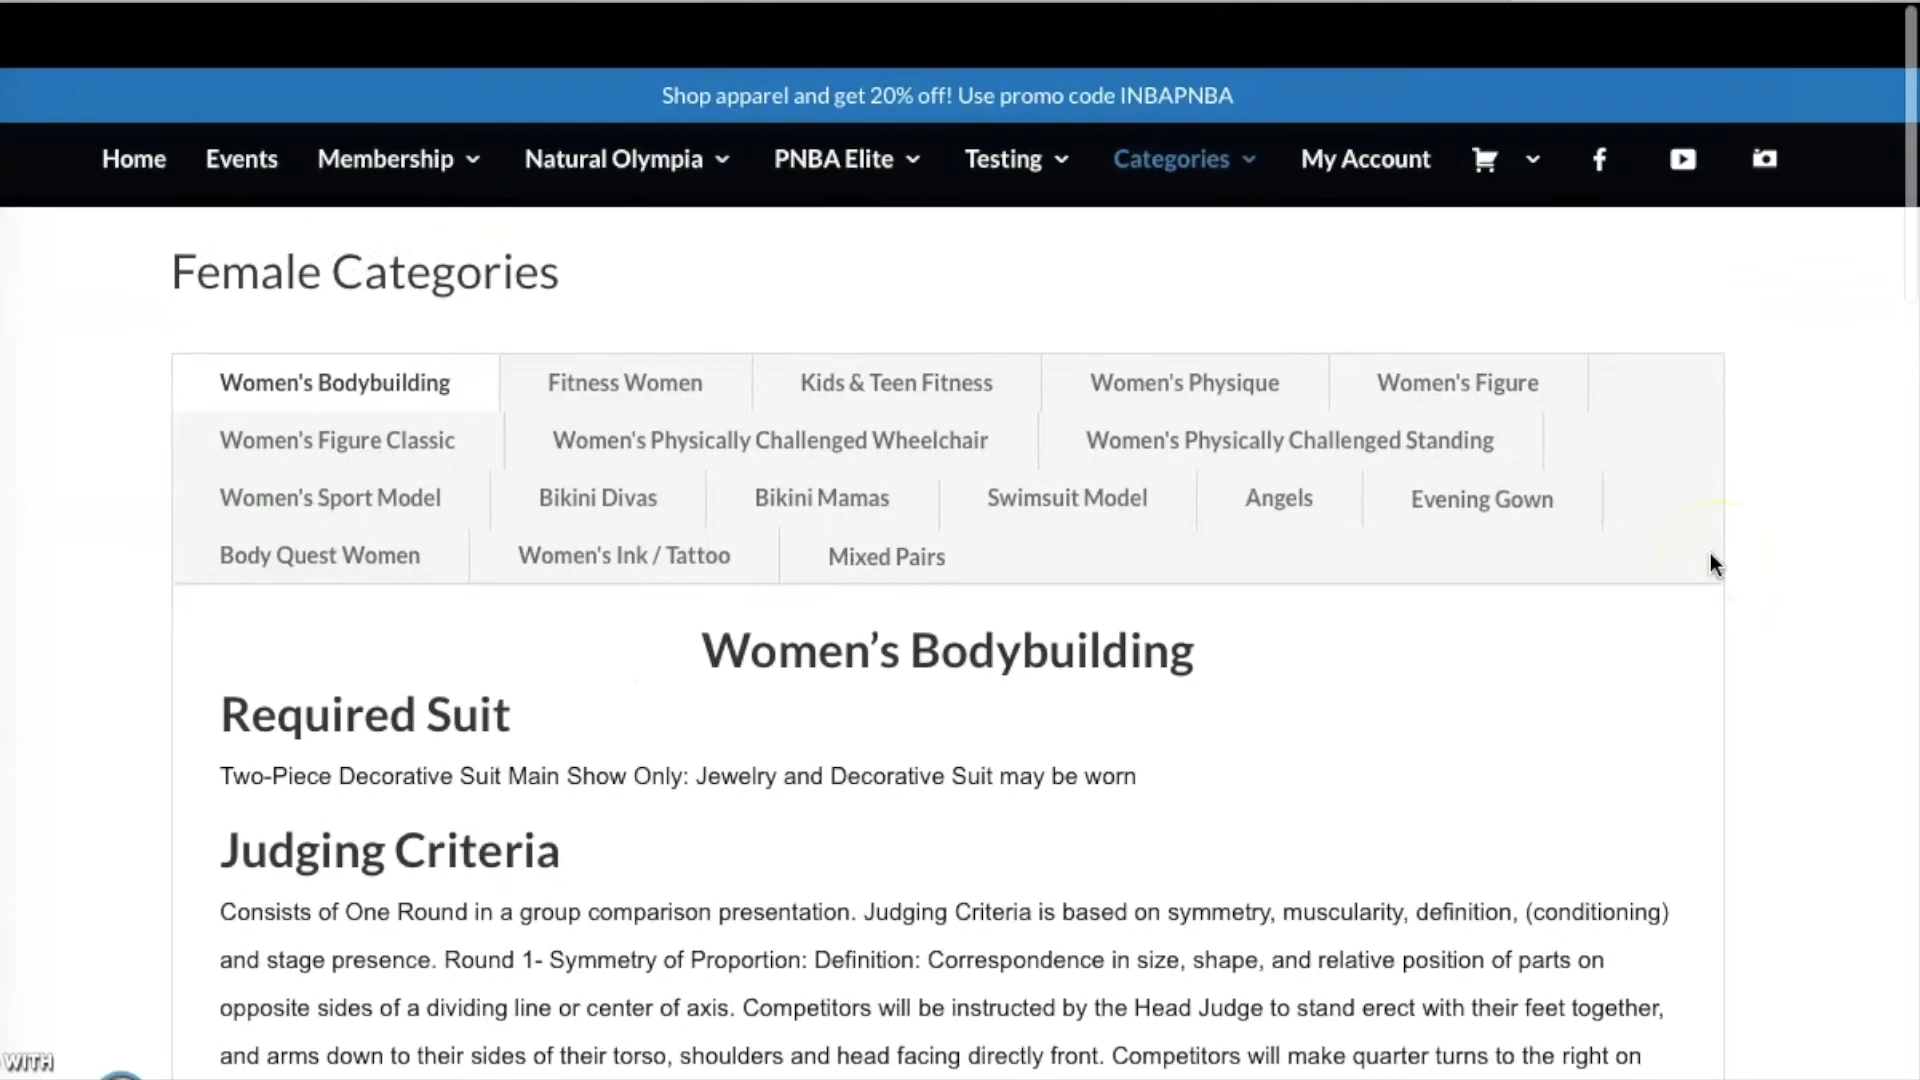 Shop apparel and get 20% off! Use promo code INBAPNBA
Home Events Membership Natural Olympia PNBA Elite Testing Categories My Account
Female Categories
Women's Bodybuilding Fitness Women Kids & Teen Fitness Women's Physique Women's Figure
Women's Figure Classic Women's Physically Challenged Wheelchair Women's Physically Challenged Standing
Women's Sport Model Bikini Divas Bikini Mamas Swimsuit Model Angels Evening Gown
Body Quest Women Women's Ink / Tattoo Mixed Pairs
Women’s Bodybuilding
Required Suit
Two-Piece Decorative Suit Main Show Only: Jewelry and Decorative Suit may be worn
Judging Criteria
Consists of One Round in a group comparison presentation. Judging Criteria is based on symmetry, muscularity, definition, (conditioning)
and stage presence. Round 1- Symmetry of Proportion: Definition: Correspondence in size, shape, and relative position of parts on
opposite sides of a dividing line or center of axis. Competitors will be instructed by the Head Judge to stand erect with their feet together,
and arms down to their sides of their torso, shoulders and head facing directly front. Competitors will make quarter turns to the right on
WITH